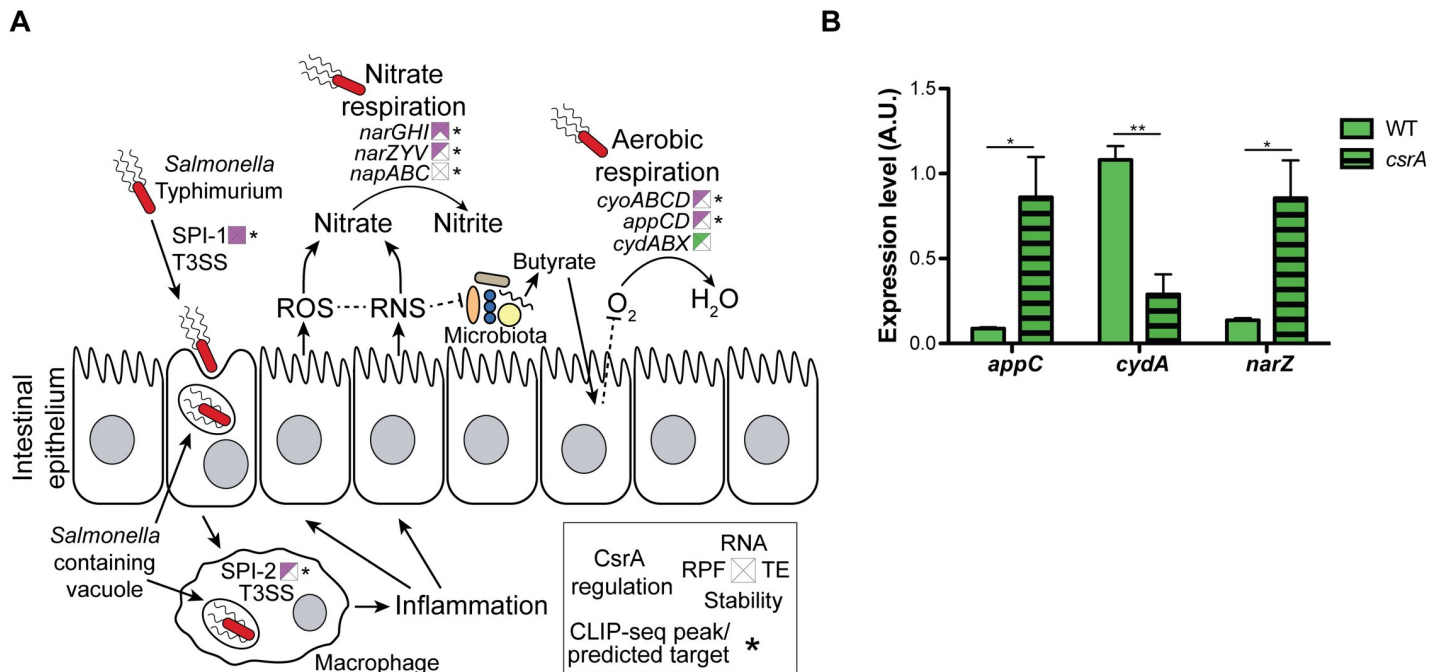 A
Nitrate
respiration
narGHI *
narZYV *
napABC *
Salmonella
Typhimurium
SPI-1 *
T3SS
Nitrate
Nitrite
Aerobic
respiration
cyoABCD *
appCD *
cydABX
ROS
RNS
Butyrate
Microbiota
O2
H2O
Intestinal
epithelium
Salmonella
containing
vacuole
SPI-2 *
T3SS
Macrophage
Inflammation
CsrA
regulation
RNA
RPF TE
Stability
CLIP-seq peak/
predicted target *
B
Expression level (A.U.)
1.5
1.0
0.5
0.0
*
**
*
appC
cydA
narZ
WT
csrA